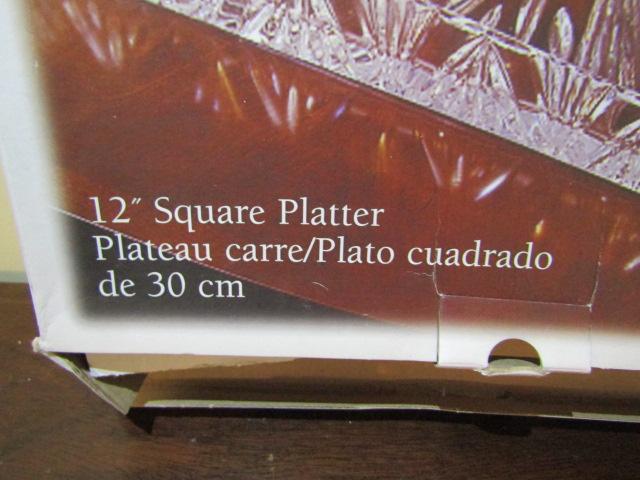 12" Square Platter
Plateau carre/Plato cuadrado
de 30 cm